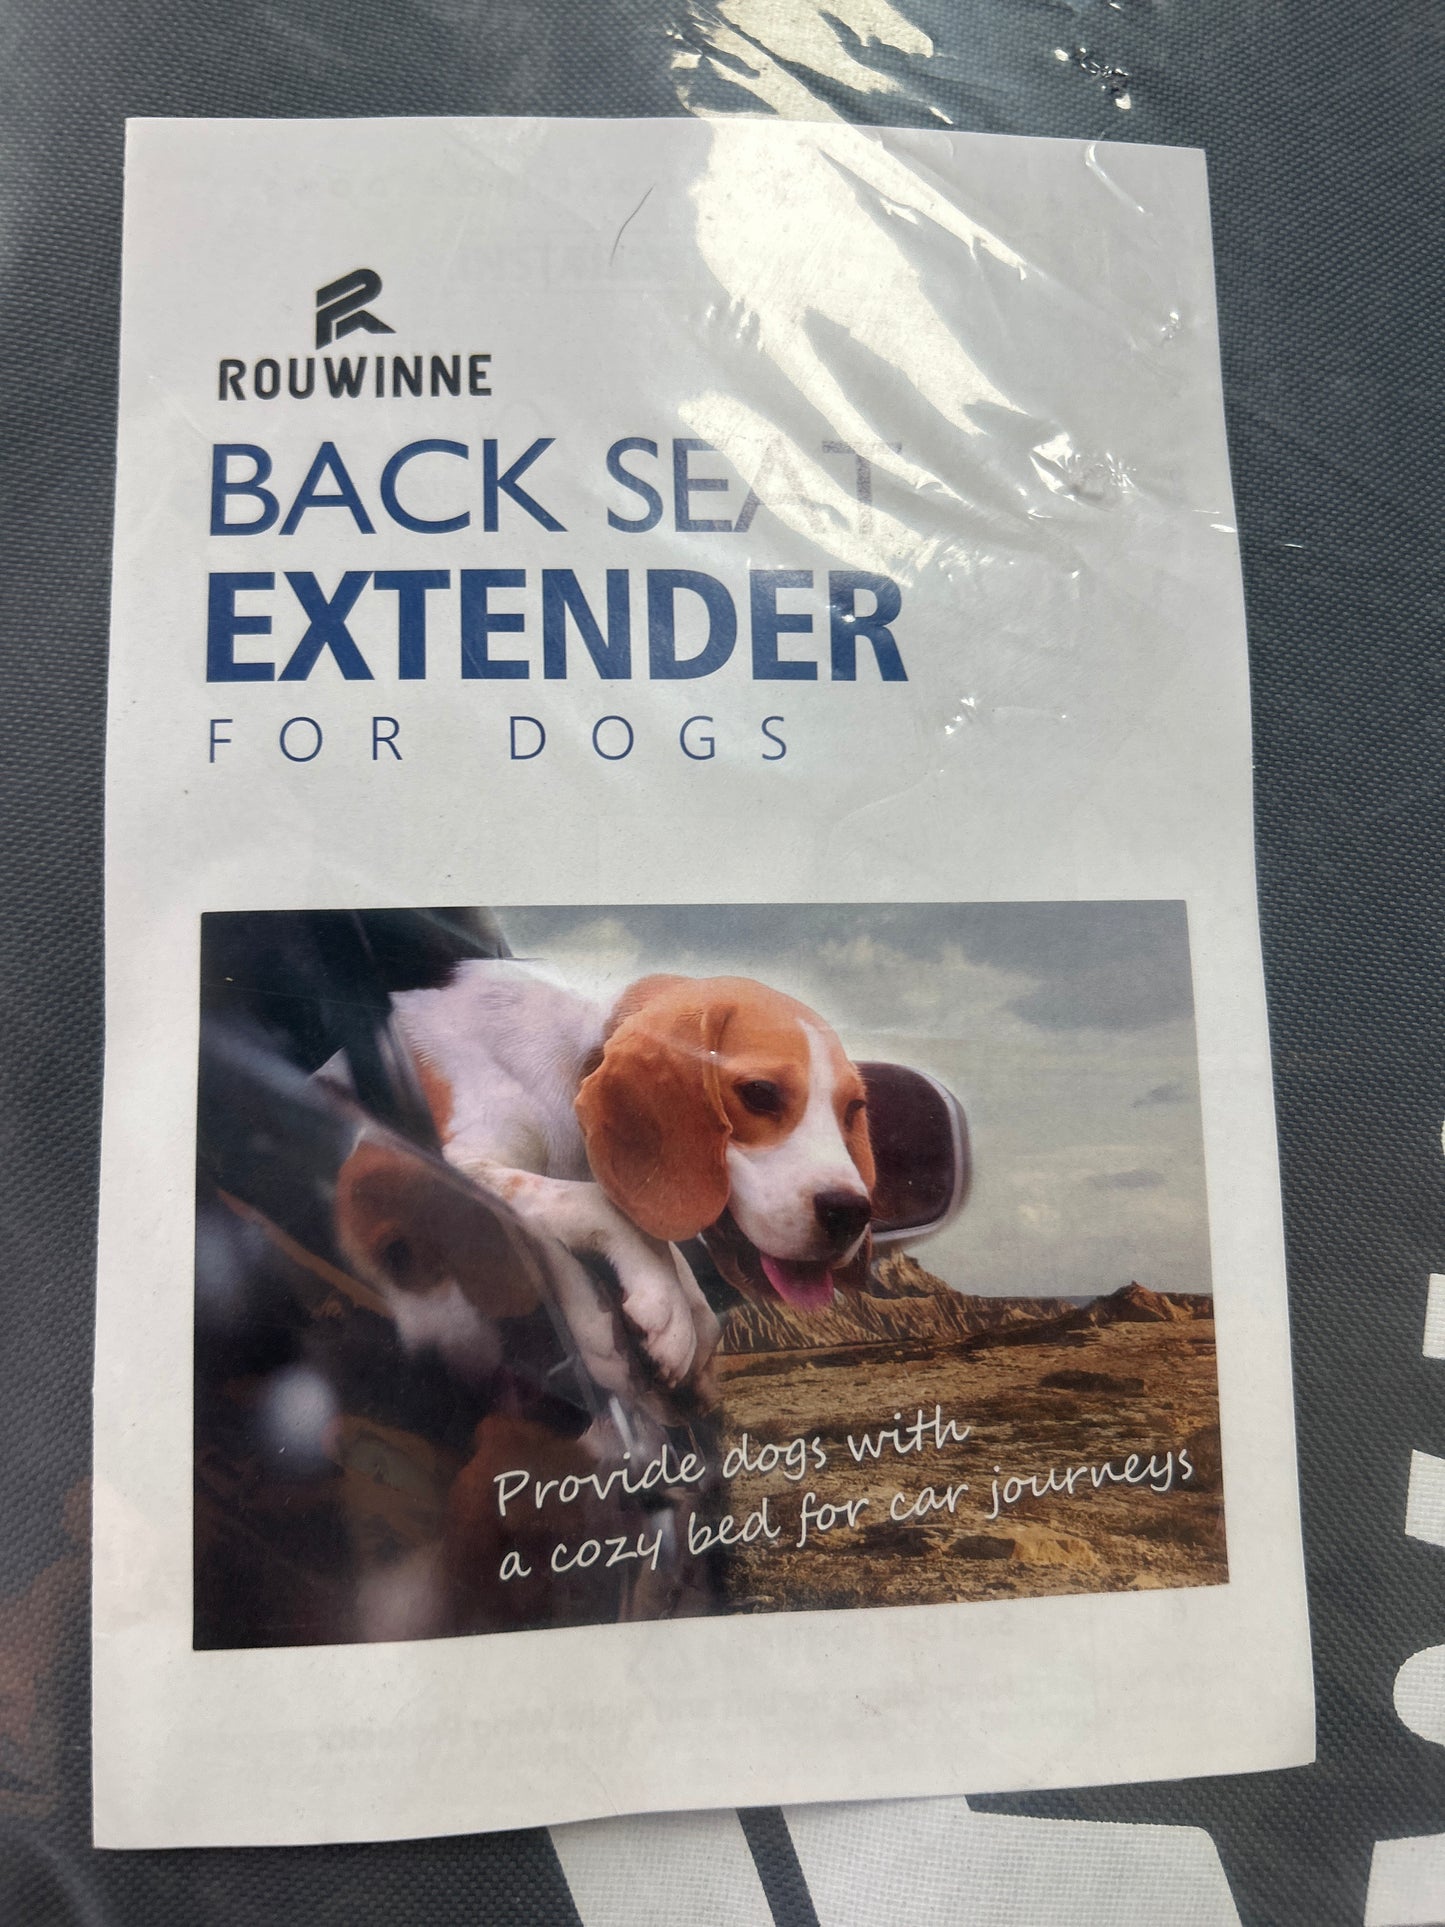 ROUWINNE
BACK SEAT
EXTENDER
FOR DOGS
Provide dogs with
a cozy bed for car journeys